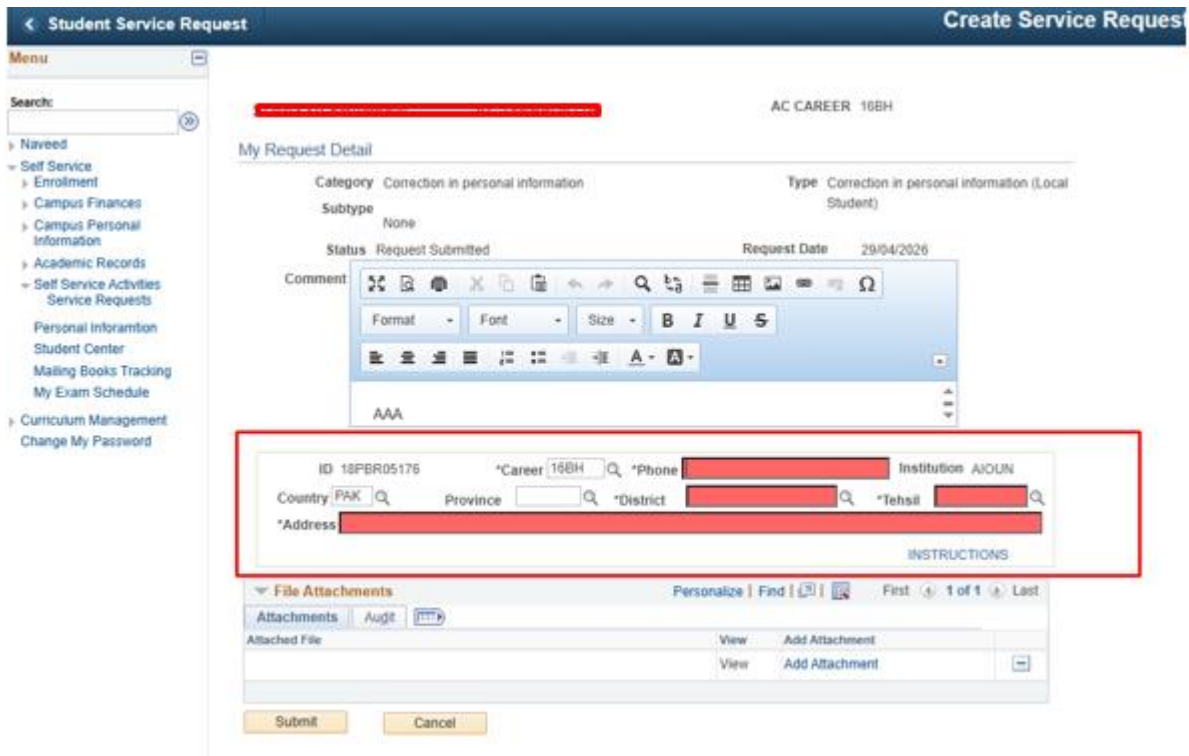 Student Service Request
Create Service Request
Menu
Search:
Naveed
Self Service
Enrollment
Campus Finances
Campus Personal
Information
Academic Records
Self Service Activities
Service Requests
Personal Inforamtion
Student Center
Mailing Books Tracking
My Exam Schedule
Curriculum Management
Change My Password
AC CAREER 16BH
My Request Detail
Category Correction in personal information
Type Correction in personal information (Local
Student)
Subtype
None
Status Request Submitted
Request Date 29/04/2026
Comment
Format Font Size B I U S
A A
AAA
ID 18PBR05176 *Career 16BH *Phone Institution AIOUN
Country PAK Province *District *Tehsil
*Address
INSTRUCTIONS
File Attachments Personalize | Find | First 1 of 1 Last
Attachments Audit
Attached File View Add Attachment
View Add Attachment
Submit Cancel